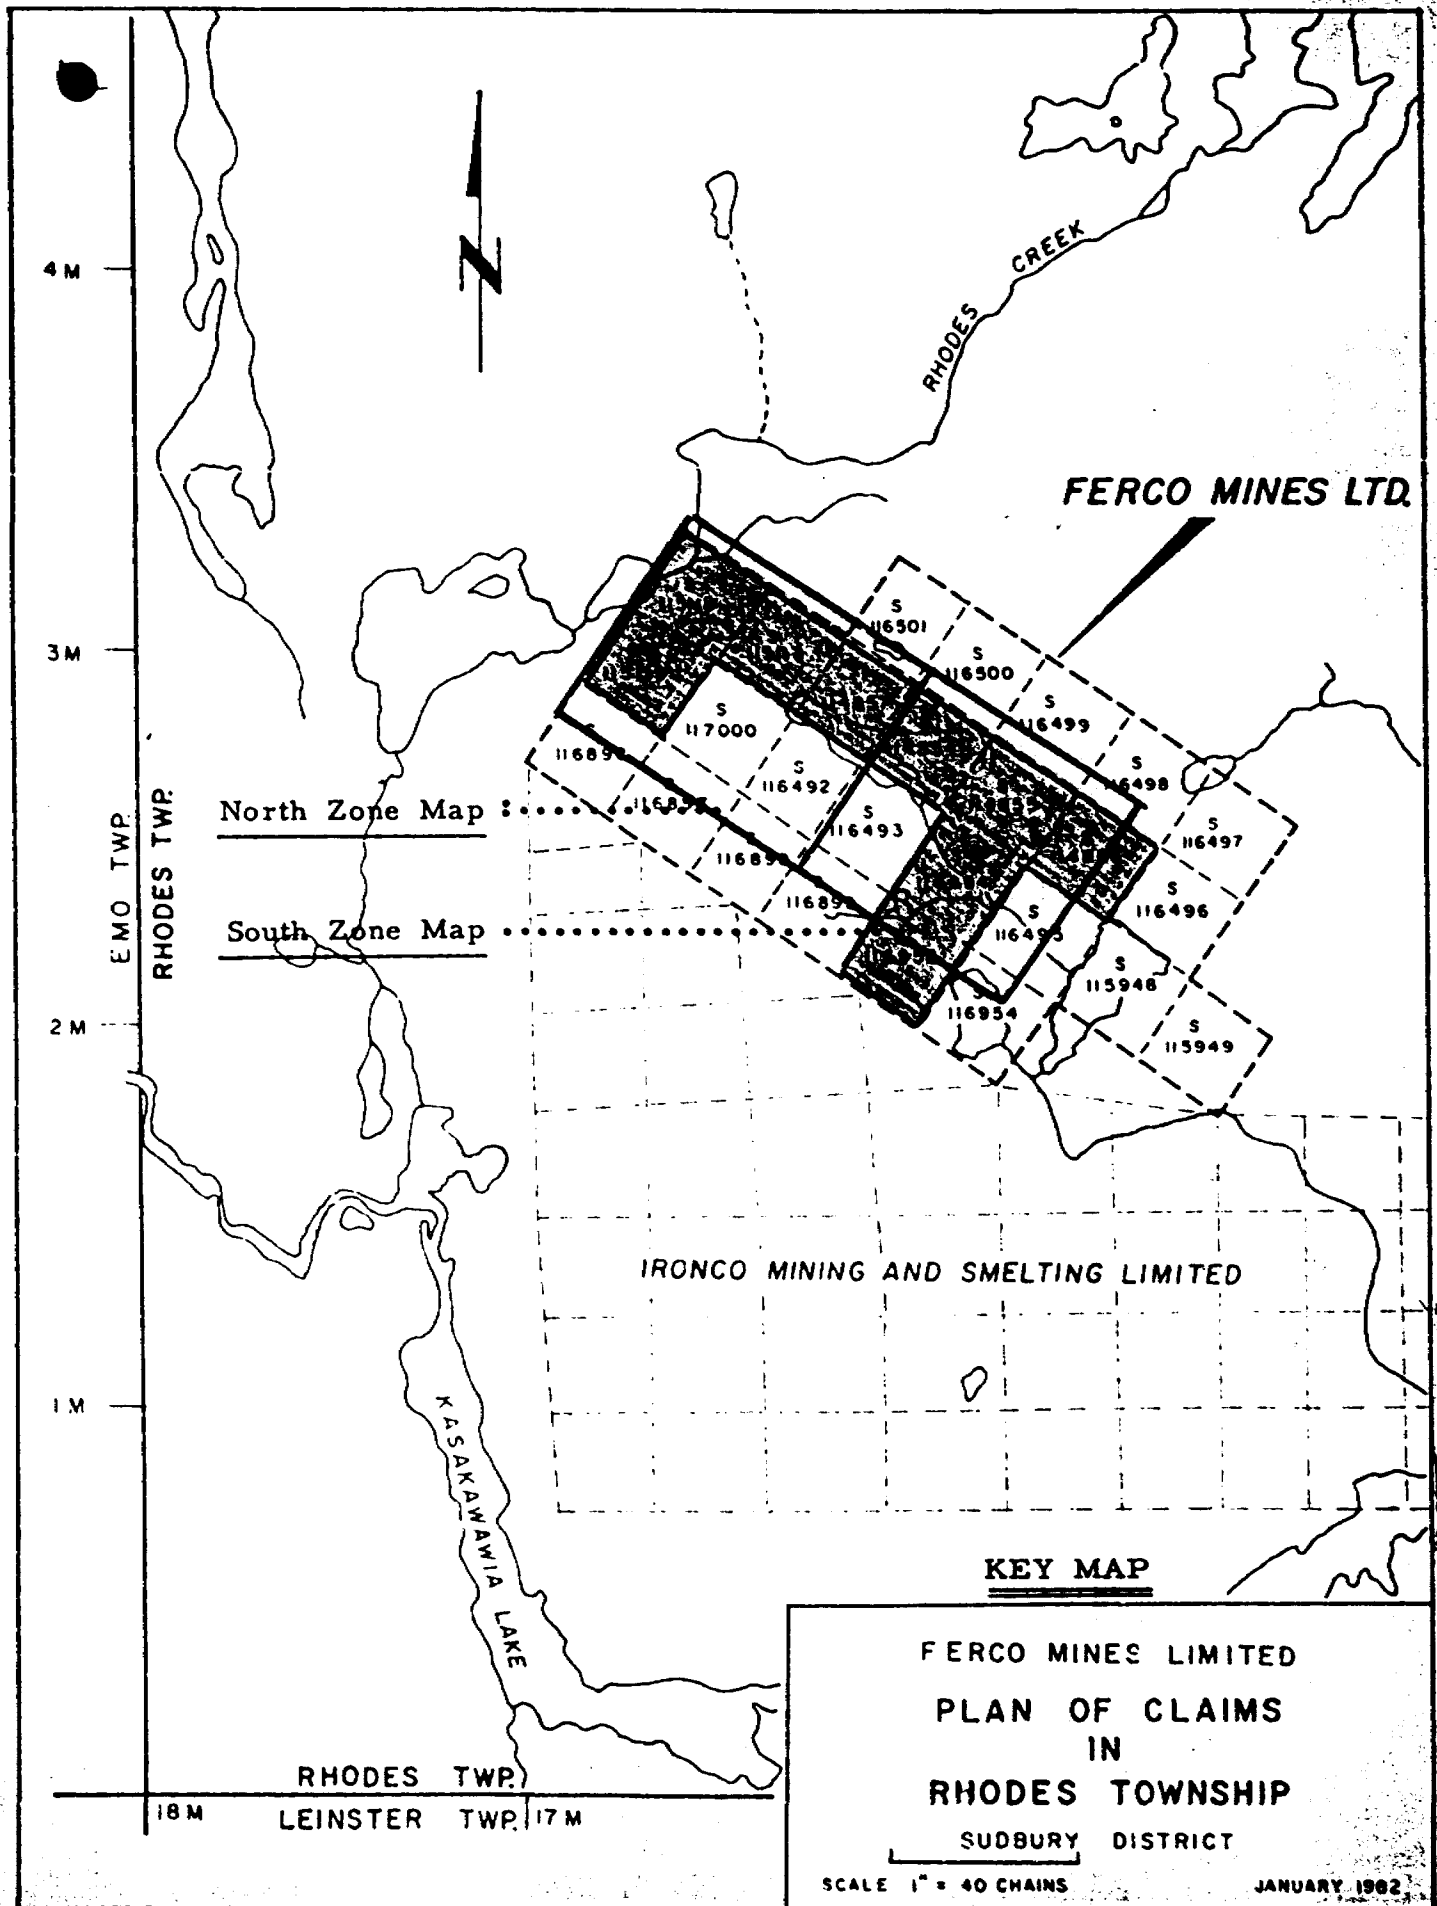 4 M
N
CREEK
RHODES
FERCO MINES LTD.
3 M
S
116501
S
116500
S
116499
S
116498
S
116497
S
116496
S
117000
S
116492
S
116493
S
116495
S
115948
S
115949
S
116954
North Zone Map
South Zone Map
EMO TWP.
RHODES TWP.
2 M
IRONCO MINING AND SMELTING LIMITED
1 M
KASAKAWAWIA LAKE
KEY MAP
FERCO MINES LIMITED
PLAN OF CLAIMS
IN
RHODES TOWNSHIP
SUDBURY DISTRICT
SCALE 1" = 40 CHAINS
JANUARY 1982
RHODES TWP.
18 M
LEINSTER TWP.
17 M